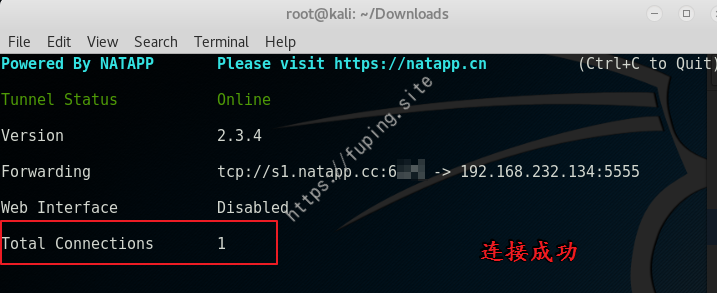 root@kali: ~/Downloads
File Edit View Search Terminal Help
Powered By NATAPP Please visit https://natapp.cn (Ctrl+C to Quit)
Tunnel Status Online
Version 2.3.4
Forwarding tcp://s1.natapp.cc:6 -> 192.168.232.134:5555
Web Interface Disabled
Total Connections 1
连接成功
https://fuping.site